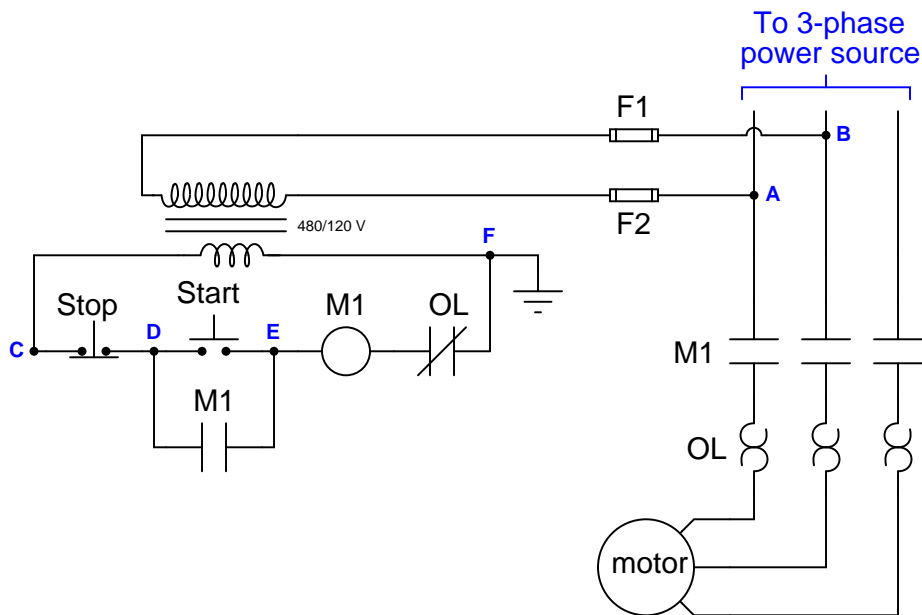 To 3-phase
power source
F1
B
A
F2
480/120 V
F
Stop
Start
M1
OL
C
D
E
M1
M1
OL
motor